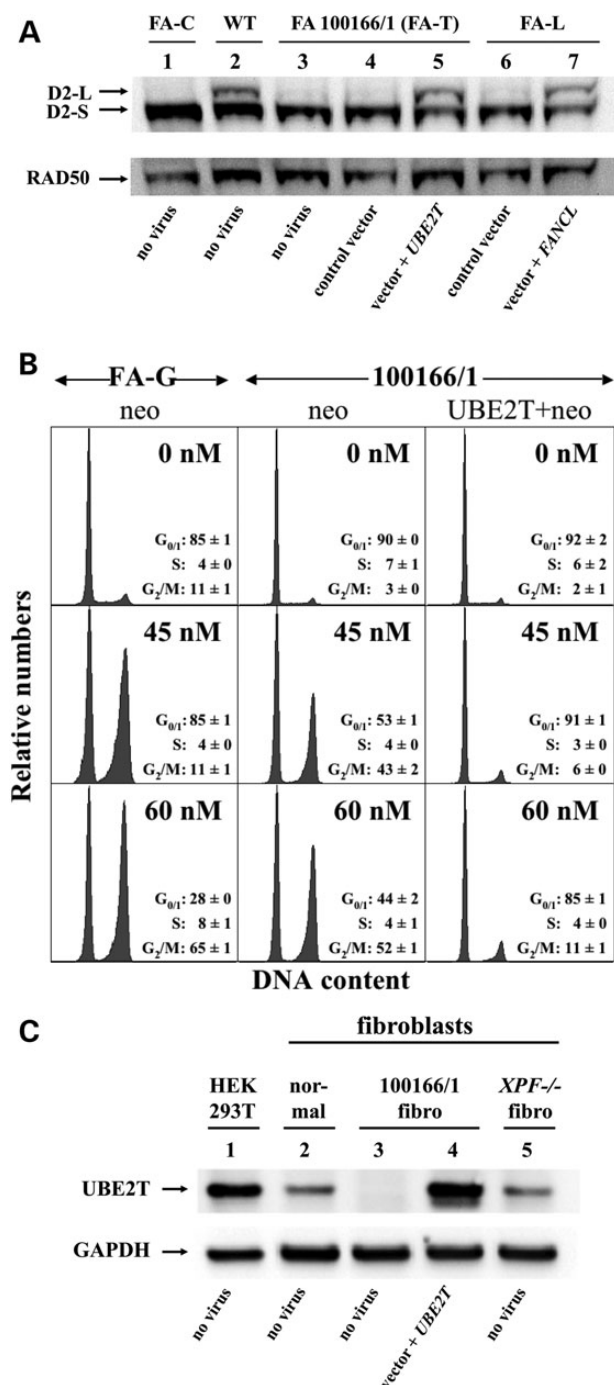 A
FA-C WT FA 100166/1 (FA-T) FA-L
1 2 3 4 5 6 7
D2-L →
D2-S →
RAD50 →
no virus
no virus
no virus
control vector
vector + UBE2T
control vector
vector + FANCL
B
FA-G 100166/1
neo neo UBE2T+neo
0 nM 0 nM 0 nM
G0/1: 85 ± 1 G0/1: 90 ± 0 G0/1: 92 ± 2
S: 4 ± 0 S: 7 ± 1 S: 6 ± 2
G2/M: 11 ± 1 G2/M: 3 ± 0 G2/M: 2 ± 1
45 nM 45 nM 45 nM
G0/1: 85 ± 1 G0/1: 53 ± 1 G0/1: 91 ± 1
S: 4 ± 0 S: 4 ± 0 S: 3 ± 0
G2/M: 11 ± 1 G2/M: 43 ± 2 G2/M: 6 ± 0
60 nM 60 nM 60 nM
G0/1: 28 ± 0 G0/1: 44 ± 2 G0/1: 85 ± 1
S: 8 ± 1 S: 4 ± 1 S: 4 ± 0
G2/M: 65 ± 1 G2/M: 52 ± 1 G2/M: 11 ± 1
Relative numbers
DNA content
C
fibroblasts
HEK nor- 100166/1 XPF-/-
293T mal fibro fibro
1 2 3 4 5
UBE2T →
GAPDH →
no virus
no virus
no virus
vector + UBE2T
no virus